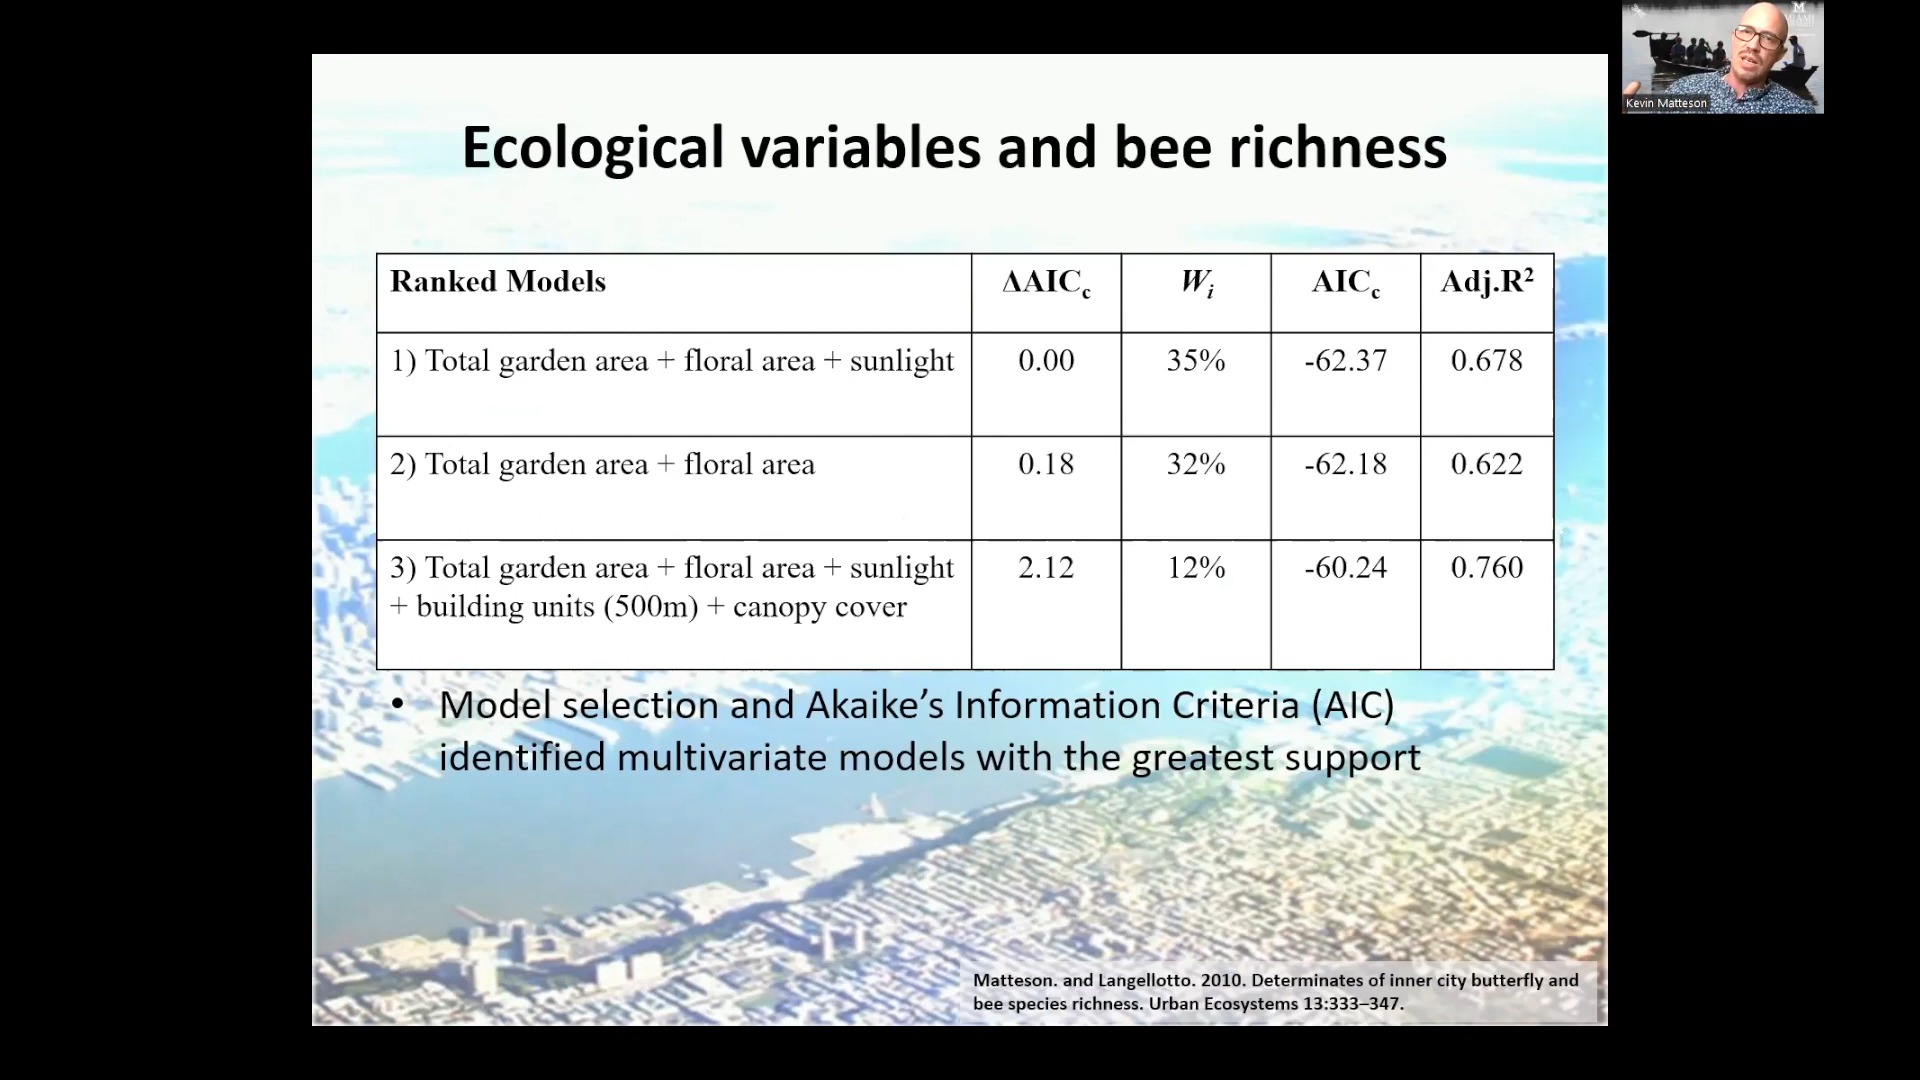 Ecological variables and bee richness
Ranked Models ΔAICc Wi AICc Adj.R²
1) Total garden area + floral area + sunlight 0.00 35% -62.37 0.678
2) Total garden area + floral area 0.18 32% -62.18 0.622
3) Total garden area + floral area + sunlight 2.12 12% -60.24 0.760
+ building units (500m) + canopy cover
• Model selection and Akaike’s Information Criteria (AIC)
identified multivariate models with the greatest support
Matteson. and Langellotto. 2010. Determinates of inner city butterfly and
bee species richness. Urban Ecosystems 13:333–347.
M
MIAMI
Kevin Matteson